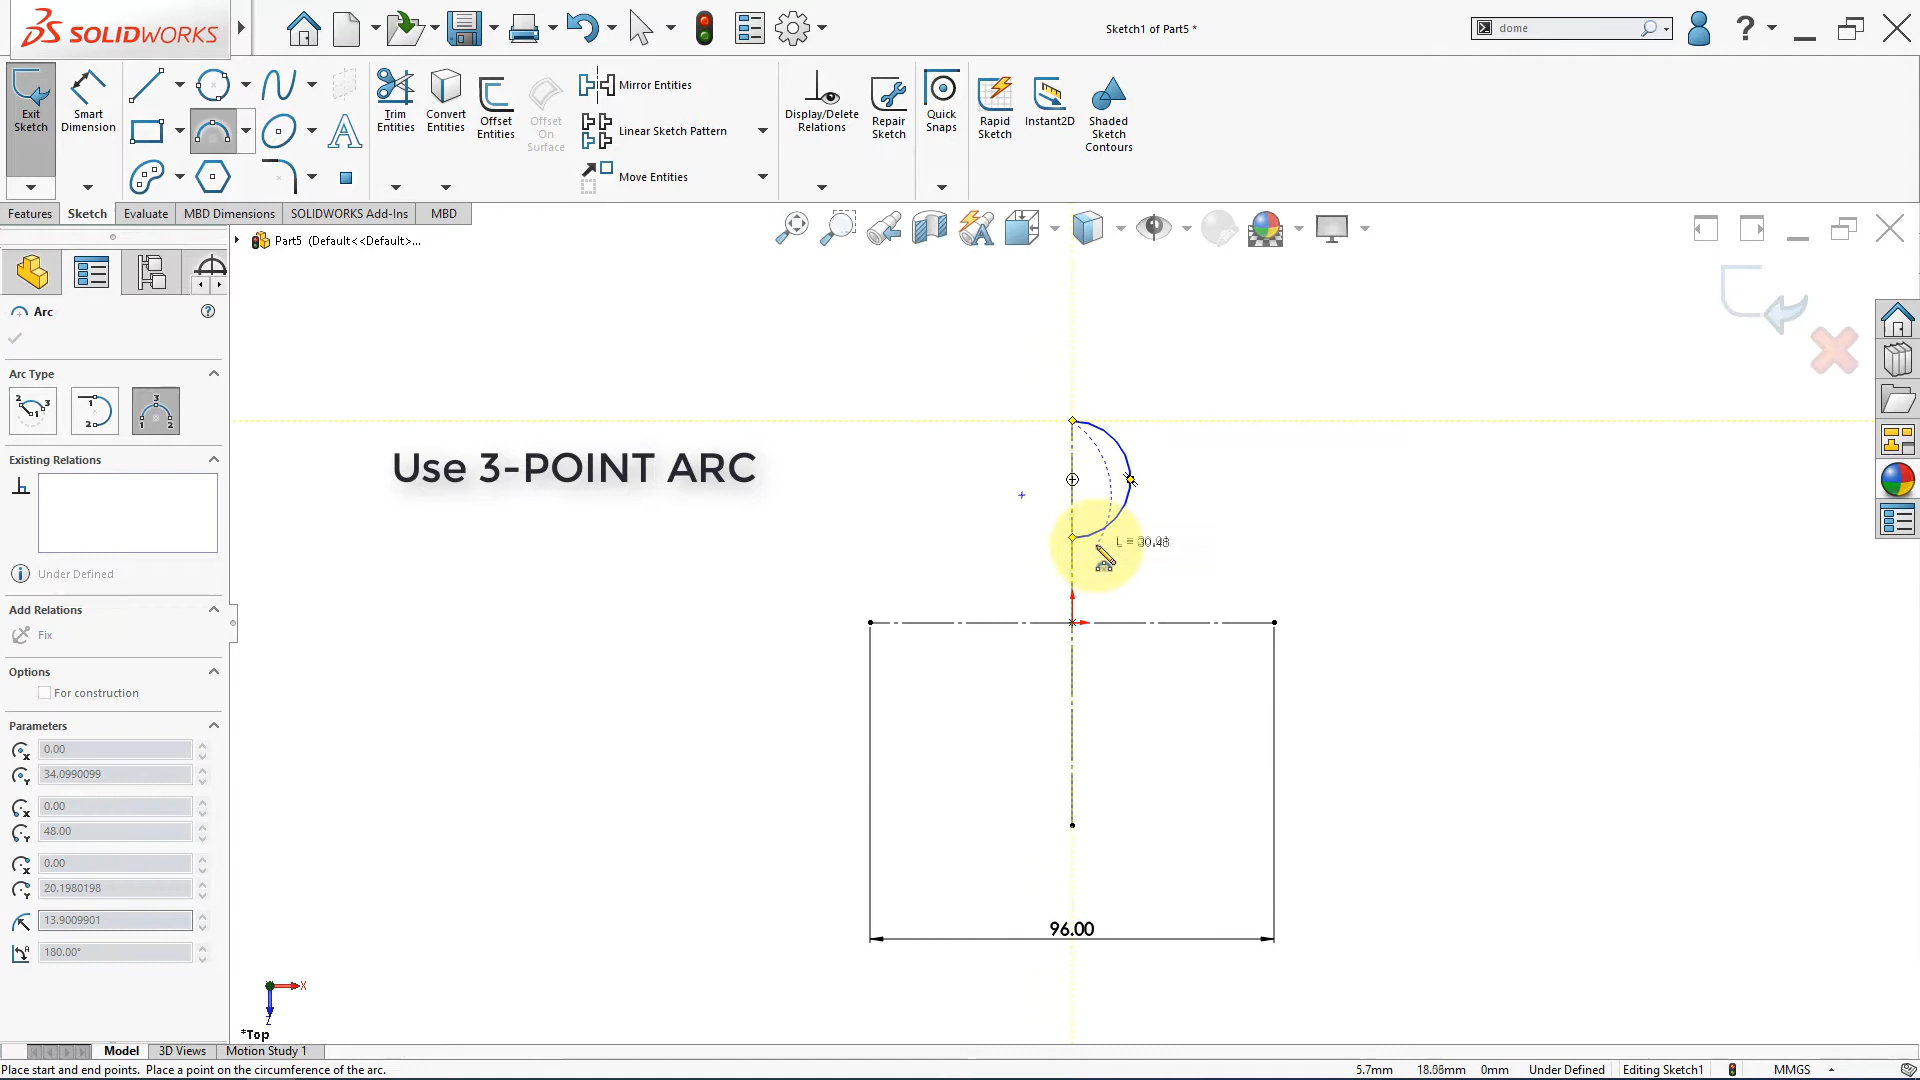 SOLIDWORKS
Sketch1 of Part5 *
dome
?
Exit Sketch
Smart Dimension
Trim Entities
Convert Entities
Offset Entities
Offset On Surface
Mirror Entities
Linear Sketch Pattern
Move Entities
Display/Delete Relations
Repair Sketch
Quick Snaps
Rapid Sketch
Instant2D
Shaded Sketch Contours
Features Sketch Evaluate MBD Dimensions SOLIDWORKS Add-Ins MBD
Part5 (Default<<Default>...
Arc
Arc Type
Existing Relations
Under Defined
Add Relations
Fix
Options
For construction
Parameters
0.00
34.0990099
0.00
48.00
0.00
20.1980198
13.9009901
180.00°
Use 3-POINT ARC
96.00
X
Z
*Top
Model 3D Views Motion Study 1
Place start and end points. Place a point on the circumference of the arc.
5.7mm 18.06mm 0mm Under Defined Editing Sketch1 MMGS